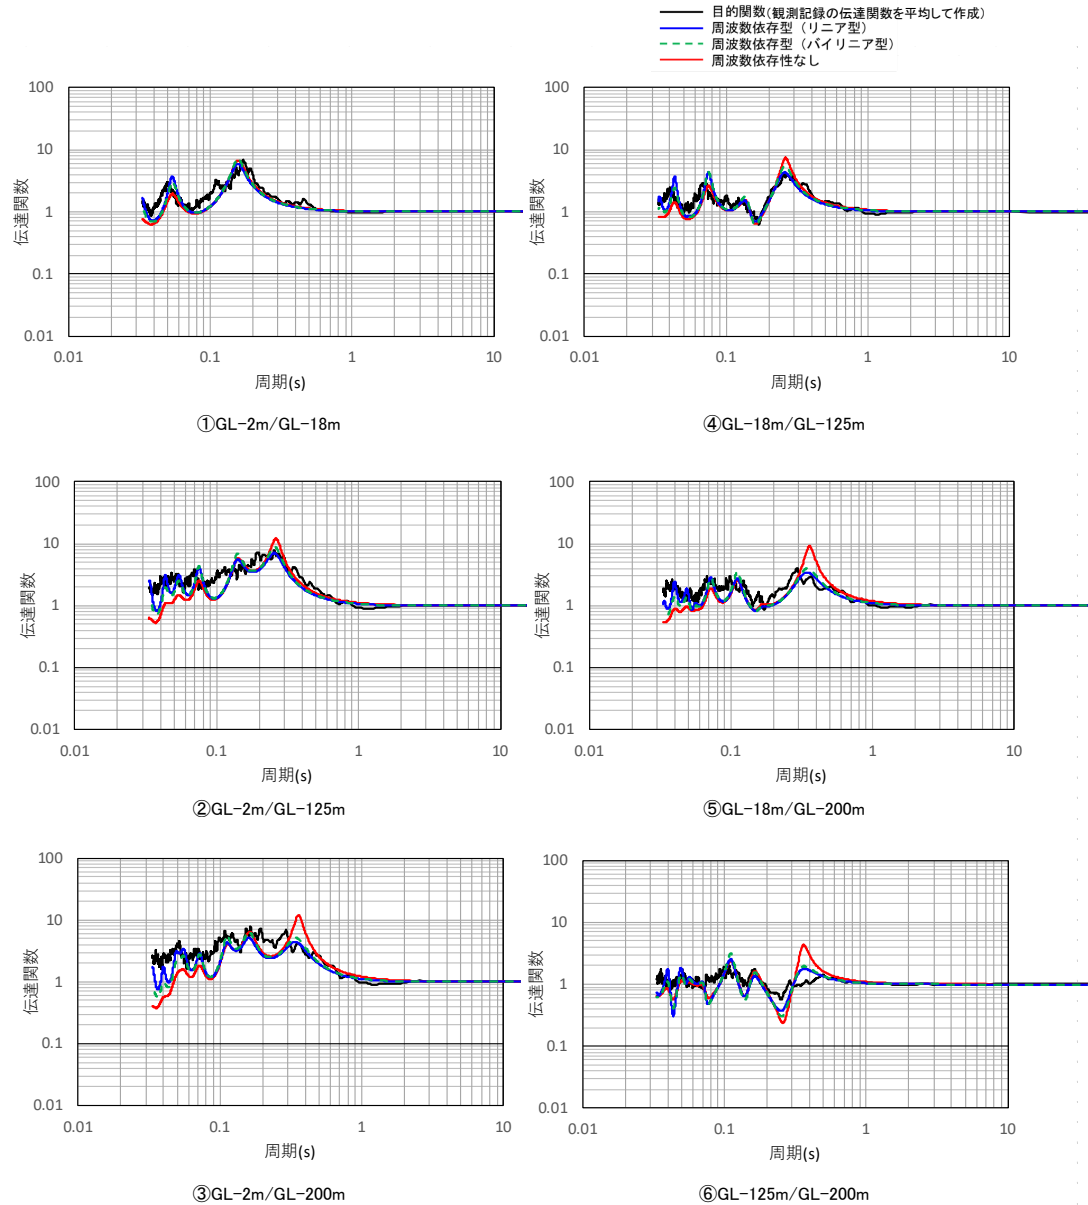 目的関数(観測記録の伝達関数を平均して作成)
周波数依存型（リニア型）
周波数依存型（バイリニア型）
周波数依存性なし
100
10
1
0.1
0.01
伝達関数
0.01
0.1
1
10
周期(s)
①GL-2m/GL-18m
100
10
1
0.1
0.01
伝達関数
0.01
0.1
1
10
周期(s)
④GL-18m/GL-125m
100
10
1
0.1
0.01
伝達関数
0.01
0.1
1
10
周期(s)
②GL-2m/GL-125m
100
10
1
0.1
0.01
伝達関数
0.01
0.1
1
10
周期(s)
⑤GL-18m/GL-200m
100
10
1
0.1
0.01
伝達関数
0.01
0.1
1
10
周期(s)
③GL-2m/GL-200m
100
10
1
0.1
0.01
伝達関数
0.01
0.1
1
10
周期(s)
⑥GL-125m/GL-200m